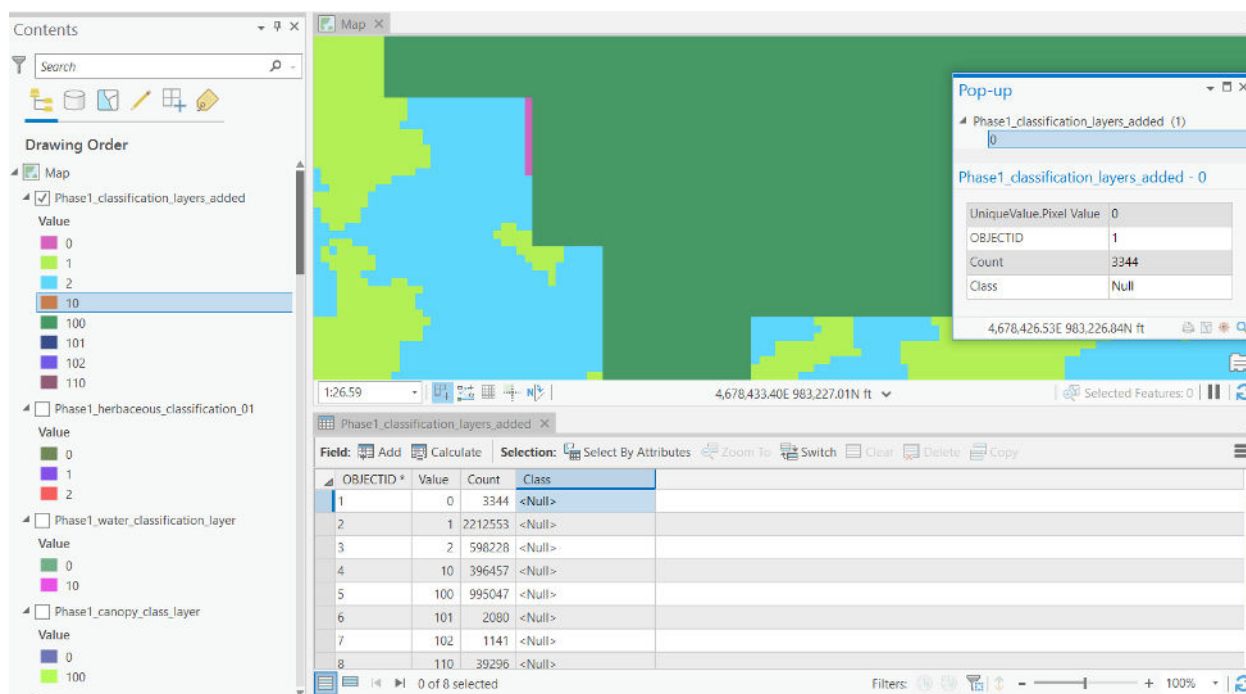 Contents
Search
Drawing Order
Map
Phase1_classification_layers_added
Value
0
1
2
10
100
101
102
110
Phase1_herbaceous_classification_01
Value
0
1
2
Phase1_water_classification_layer
Value
0
10
Phase1_canopy_class_layer
Value
0
100
Map
Pop-up
Phase1_classification_layers_added (1)
0
Phase1_classification_layers_added - 0
UniqueValue.Pixel Value 0
OBJECTID 1
Count 3344
Class Null
4,678,426.53E 983,226.84N ft
1:26.59 4,678,433.40E 983,227.01N ft Selected Features: 0
Phase1_classification_layers_added
Field: Add Calculate Selection: Select By Attributes Zoom To Switch Clear Delete Copy
OBJECTID * Value Count Class
1 0 3344 <Null>
2 1 2212553 <Null>
3 2 598228 <Null>
4 10 396457 <Null>
5 100 995047 <Null>
6 101 2080 <Null>
7 102 1141 <Null>
8 110 39296 <Null>
0 of 8 selected Filters: - + 100%